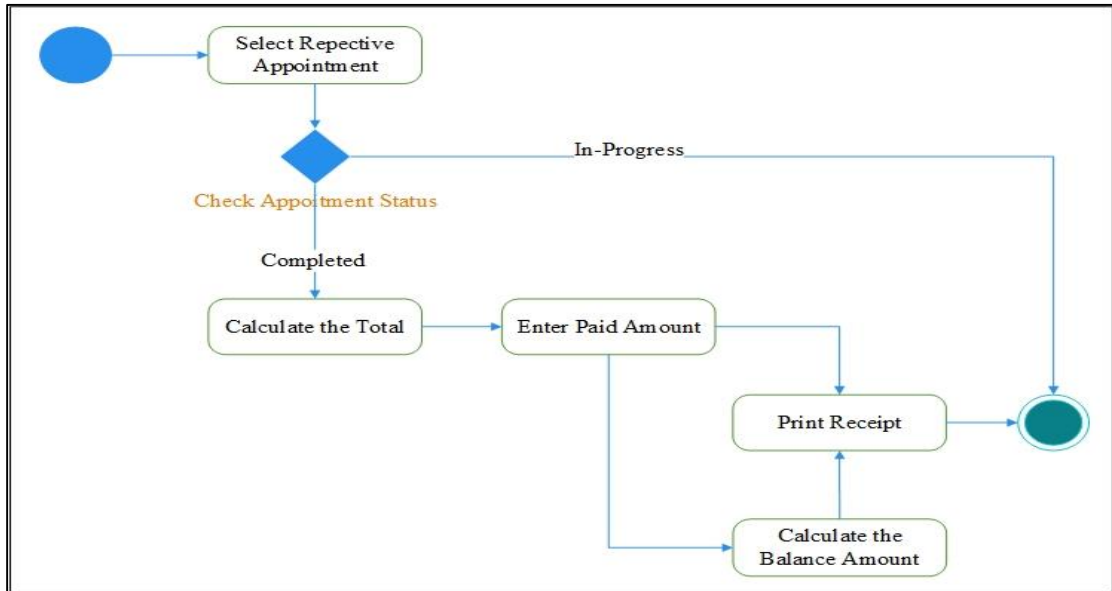 Select Repective
Appointment
In-Progress
Check Appoitment Status
Completed
Calculate the Total
Enter Paid Amount
Print Receipt
Calculate the
Balance Amount